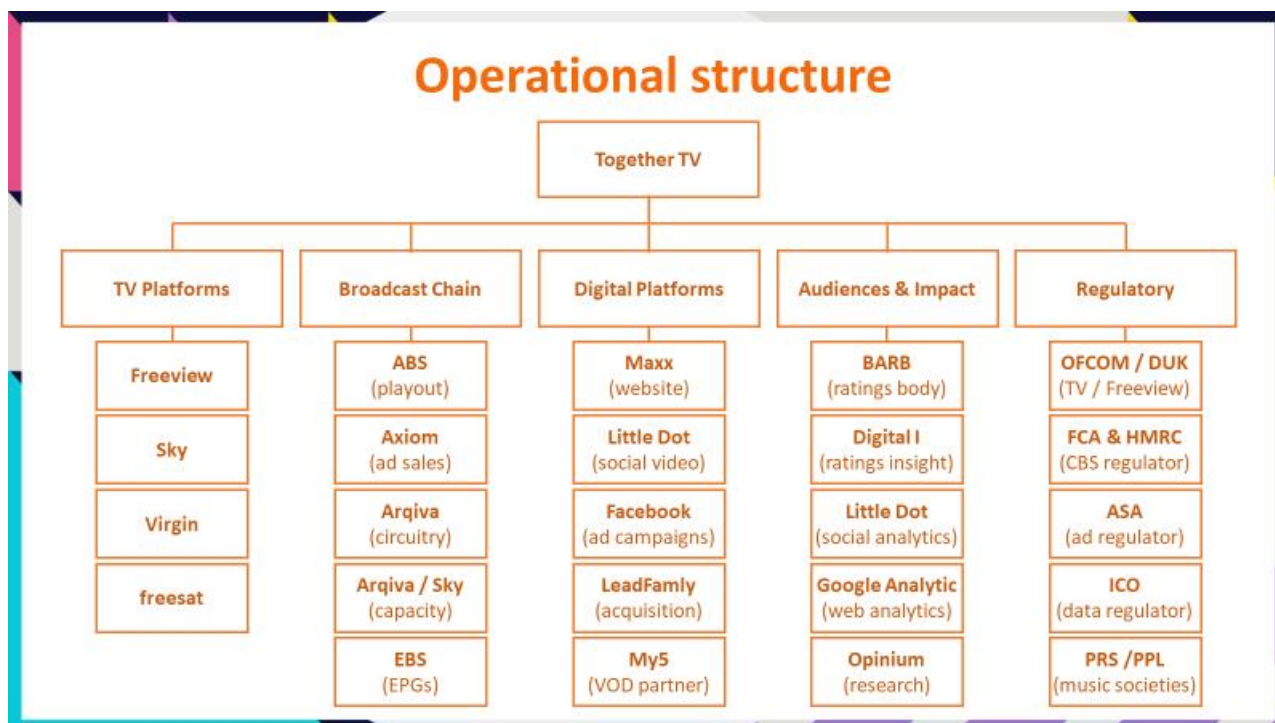 Operational structure
Together TV
TV Platforms
Broadcast Chain
Digital Platforms
Audiences & Impact
Regulatory
Freeview
Sky
Virgin
freesat
ABS
(playout)
Axiom
(ad sales)
Arqiva
(circuitry)
Arqiva / Sky
(capacity)
EBS
(EPGs)
Maxx
(website)
Little Dot
(social video)
Facebook
(ad campaigns)
LeadFamly
(acquisition)
My5
(VOD partner)
BARB
(ratings body)
Digital I
(ratings insight)
Little Dot
(social analytics)
Google Analytic
(web analytics)
Opinium
(research)
OFCOM / DUK
(TV / Freeview)
FCA & HMRC
(CBS regulator)
ASA
(ad regulator)
ICO
(data regulator)
PRS /PPL
(music societies)